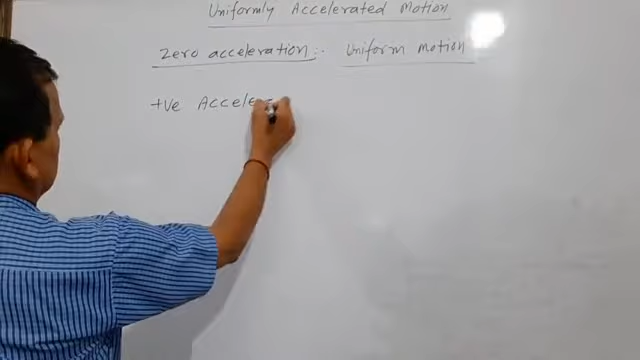 Uniformly Accelerated Motion
Zero acceleration :- Uniform motion
+ve Accele